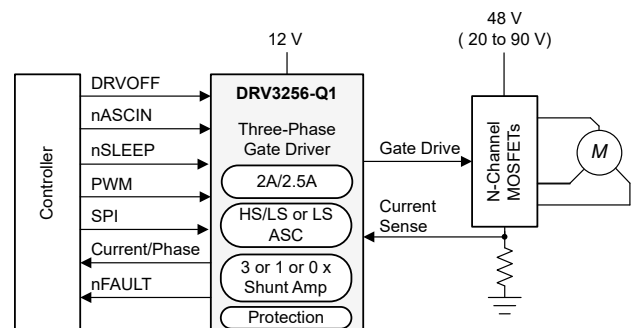 48 V
( 20 to 90 V)
12 V
Controller
DRVOFF
nASCIN
nSLEEP
PWM
SPI
Current/Phase
nFAULT
DRV3256-Q1
Three-Phase
Gate Driver
2A/2.5A
HS/LS or LS
ASC
3 or 1 or 0 x
Shunt Amp
Protection
Gate Drive
Current
Sense
N-Channel
MOSFETs
M